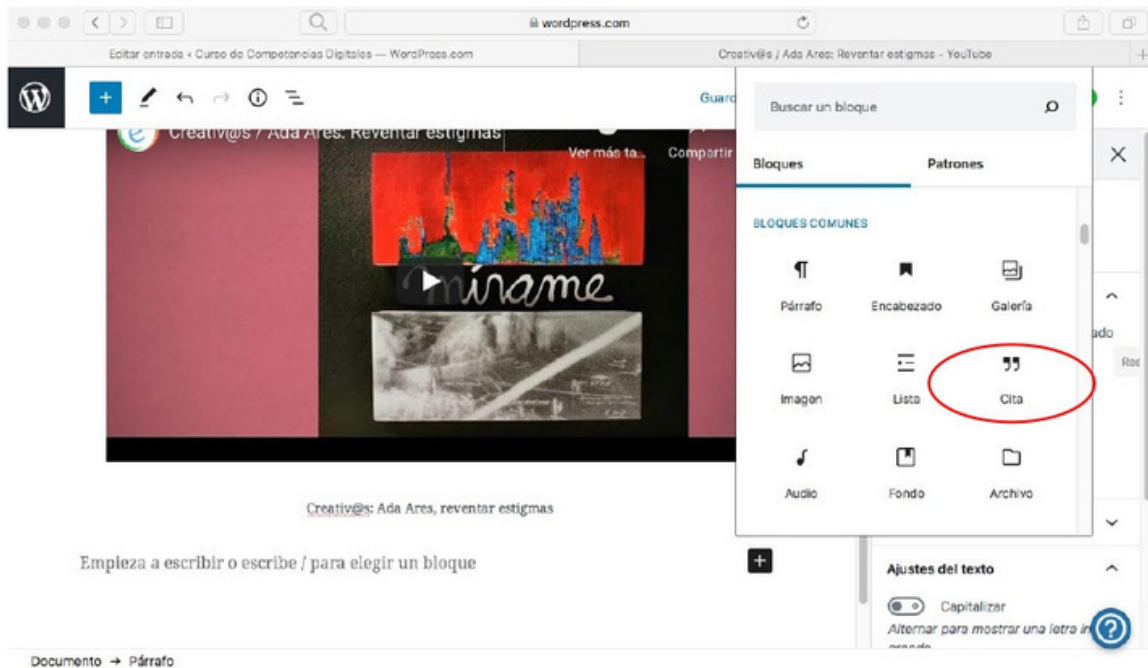 wordpress.com
Editar entrada ‹ Curso de Competencias Digitales — WordPress.com
Creativ@s / Ada Ares: Reventar estigmas - YouTube
Guard
Buscar un bloque
Creativ@s / Ada Ares: Reventar estigmas
Ver más ta...
Compartir
Bloques
Patrones
BLOQUES COMUNES
Párrafo
Encabezado
Galería
mírame
ado
Imagen
Lista
Cita
Audio
Fondo
Archivo
Creativ@s: Ada Ares, reventar estigmas
Empieza a escribir o escribe / para elegir un bloque
Ajustes del texto
Capitalizar
Alternar para mostrar una letra in
Documento → Párrafo